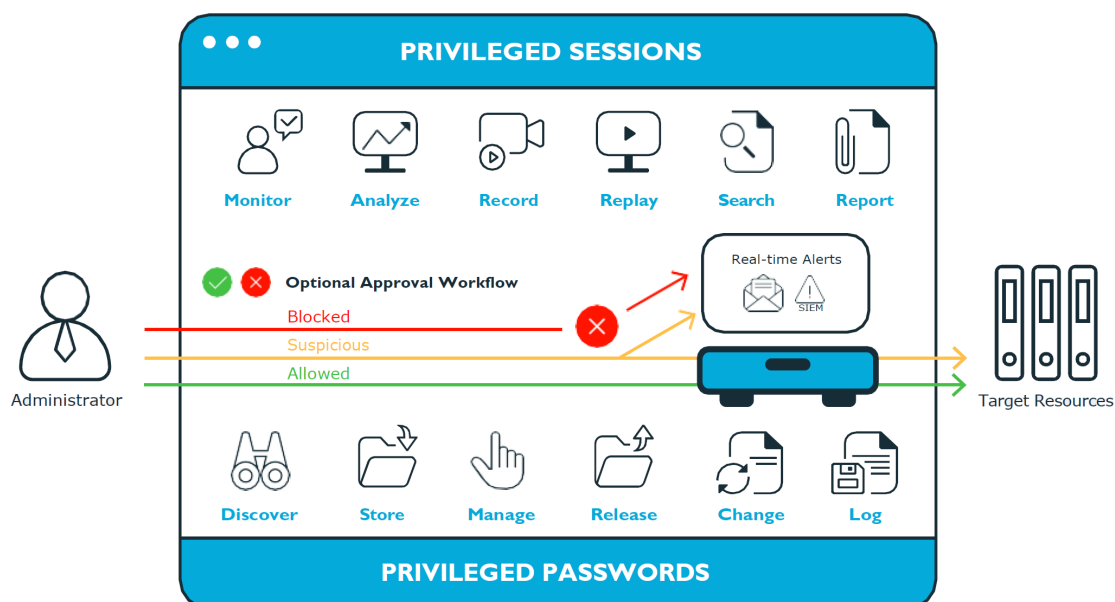 PRIVILEGED SESSIONS
Monitor
Analyze
Record
Replay
Search
Report
Real-time Alerts
SIEM
Optional Approval Workflow
Blocked
Suspicious
Allowed
Administrator
Target Resources
Discover
Store
Manage
Release
Change
Log
PRIVILEGED PASSWORDS